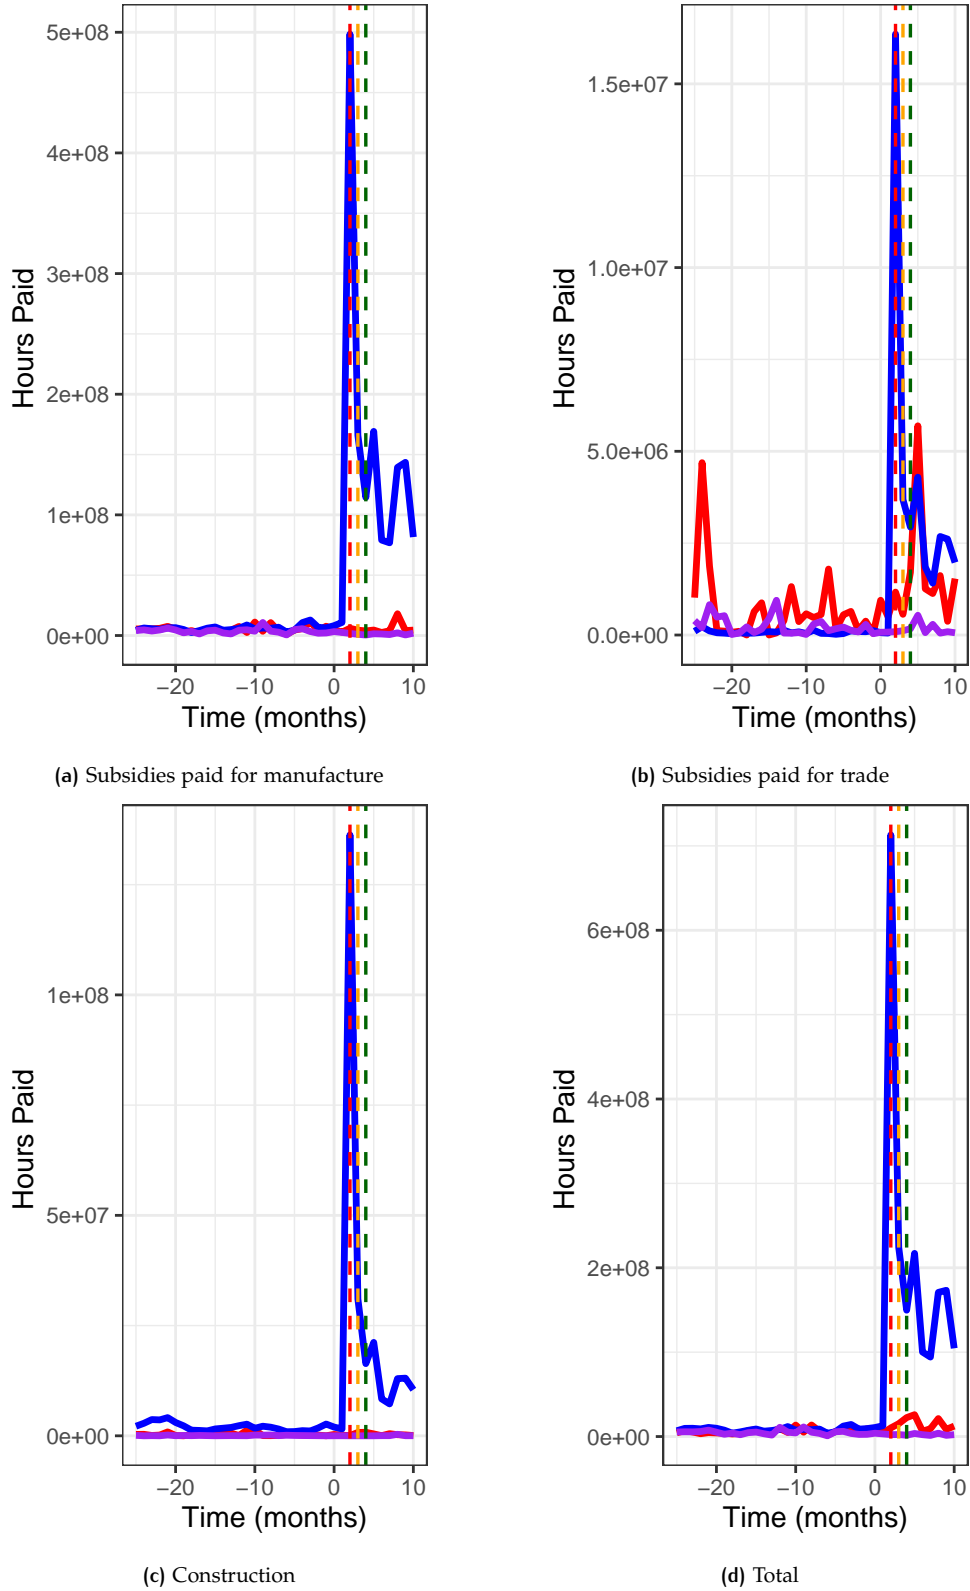 5e+08
4e+08
3e+08
2e+08
1e+08
0e+00
Hours Paid
−20 −10 0 10
Time (months)
(a) Subsidies paid for manufacture
1.5e+07
1.0e+07
5.0e+06
0.0e+00
Hours Paid
−20 −10 0 10
Time (months)
(b) Subsidies paid for trade
1e+08
5e+07
0e+00
Hours Paid
−20 −10 0 10
Time (months)
(c) Construction
6e+08
4e+08
2e+08
0e+00
Hours Paid
−20 −10 0 10
Time (months)
(d) Total